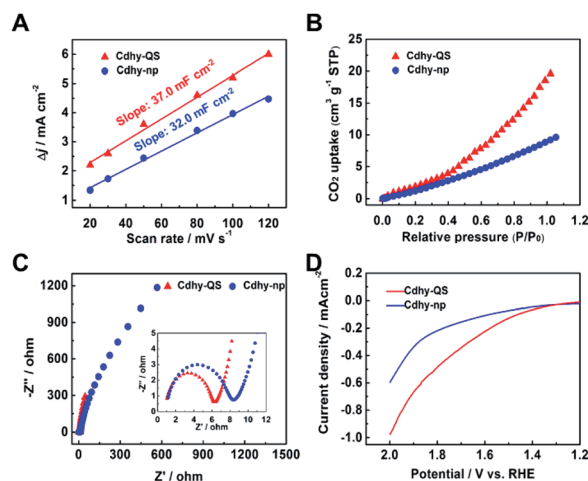 A
Cdhy-QS
Cdhy-np
Slope: 37.0 mF cm-2
Slope: 32.0 mF cm-2
6
5
4
3
2
1
Δj / mA cm-2
20 40 60 80 100 120
Scan rate / mV s-1
B
Cdhy-QS
Cdhy-np
25
20
15
10
5
0
CO2 uptake (cm3 g-1 STP)
0.0 0.2 0.4 0.6 0.8 1.0 1.2
Relative pressure (P/P0)
C
Cdhy-QS Cdhy-np
1200
900
600
300
0
-Z'' / ohm
5
4
3
2
1
0
-Z'' / ohm
0 2 4 6 8 10
Z' / ohm
0 300 600 900 1200 1500
Z' / ohm
D
Cdhy-QS
Cdhy-np
0.2
0.0
-0.2
-0.4
-0.6
-0.8
-1.0
Current density / mAcm-2
2.0 1.8 1.6 1.4 1.2
Potential / V vs. RHE